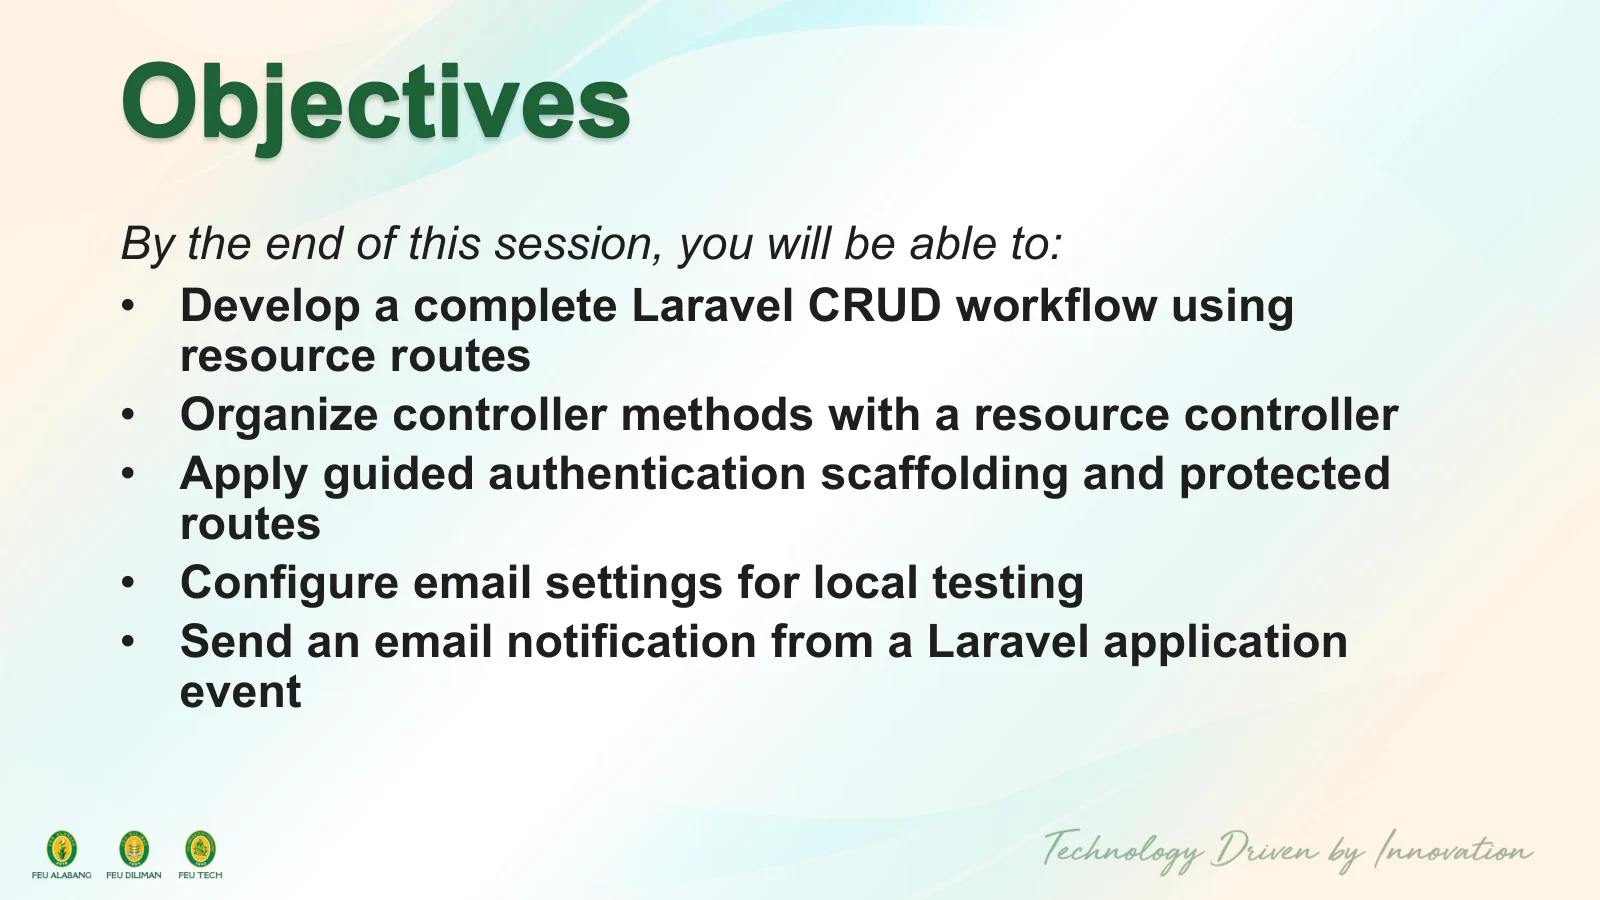 Objectives
By the end of this session, you will be able to:
• Develop a complete Laravel CRUD workflow using
resource routes
• Organize controller methods with a resource controller
• Apply guided authentication scaffolding and protected
routes
• Configure email settings for local testing
• Send an email notification from a Laravel application
event
FEU ALABANG FEU DILIMAN FEU TECH
Technology Driven by Innovation